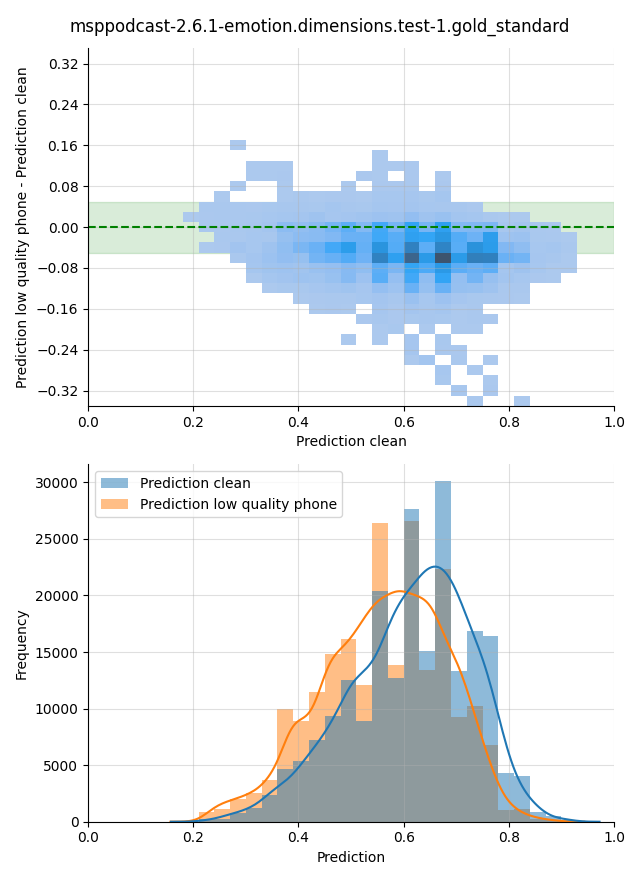 msppodcast-2.6.1-emotion.dimensions.test-1.gold_standard
Prediction low quality phone - Prediction clean
0.32
0.24
0.16
0.08
0.00
−0.08
−0.16
−0.24
−0.32
0.0 0.2 0.4 0.6 0.8 1.0
Prediction clean
Prediction clean
Prediction low quality phone
Frequency
30000
25000
20000
15000
10000
5000
0
0.0 0.2 0.4 0.6 0.8 1.0
Prediction